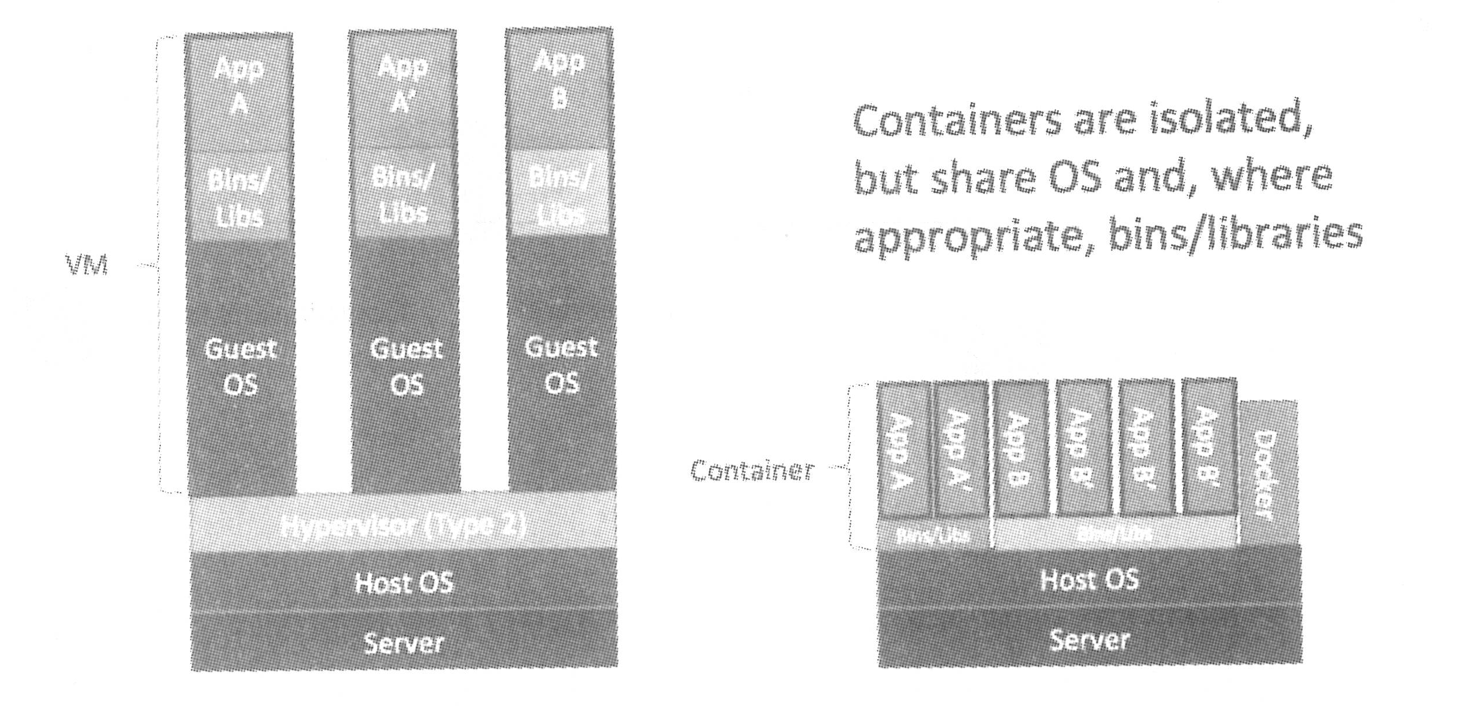 App
A
Bins/
Libs
Guest
OS
App
A'
Bins/
Libs
Guest
OS
App
B
Bins/
Libs
Guest
OS
VM
Hypervisor (Type 2)
Host OS
Server
Containers are isolated,
but share OS and, where
appropriate, bins/libraries
Container
App A
App A'
App B
App B'
App B'
App B'
Docker
Bins/Libs
Bins/Libs
Host OS
Server